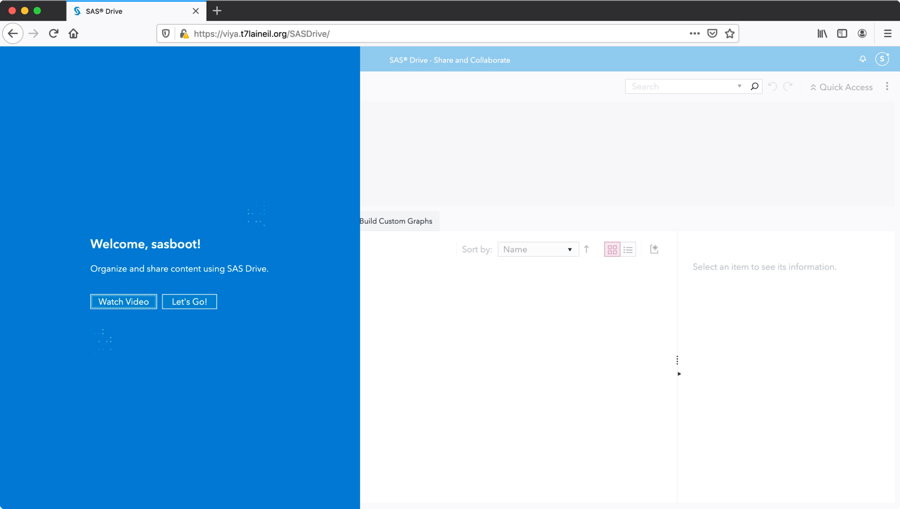 SAS® Drive
https://viya.t7laineil.org/SASDrive/
SAS® Drive - Share and Collaborate
S
Search
Quick Access
Build Custom Graphs
Sort by:
Name
Select an item to see its information.
Welcome, sasboot!
Organize and share content using SAS Drive.
Watch Video
Let's Go!